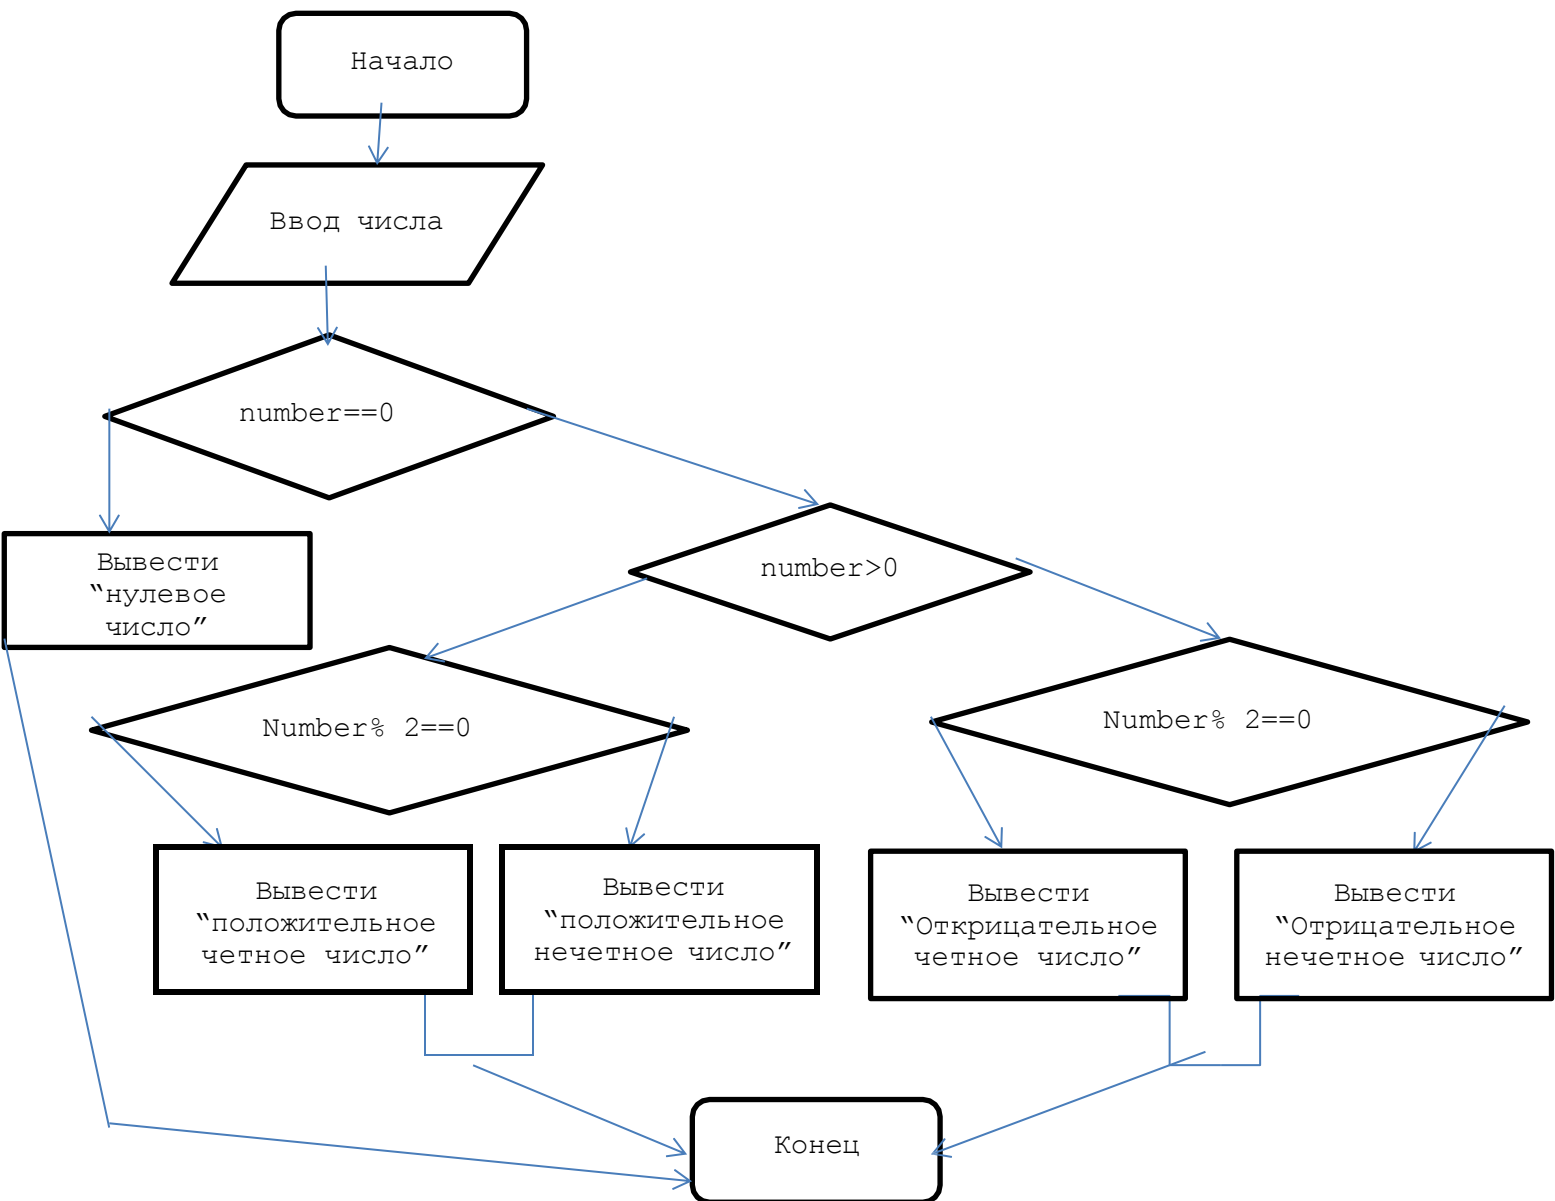 Начало
Ввод числа
number==0
Вывести
“нулевое
число”
number>0
Number% 2==0
Number% 2==0
Вывести
“положительное
четное число”
Вывести
“положительное
нечетное число”
Вывести
“Открицательное
четное число”
Вывести
“Отрицательное
нечетное число”
Конец